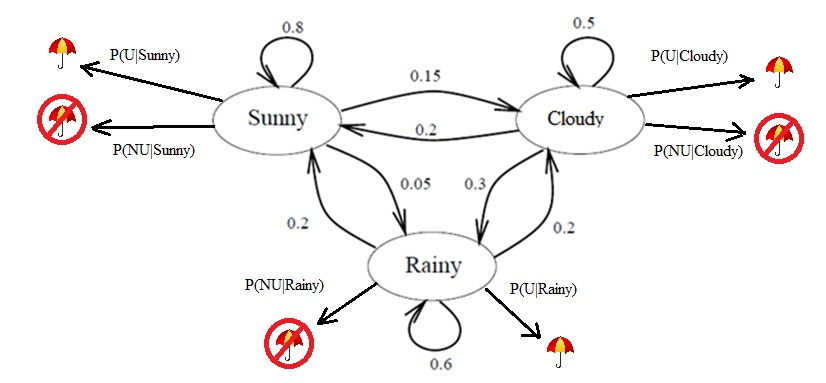 0.8
0.5
P(U|Sunny)
P(U|Cloudy)
0.15
Sunny
Cloudy
0.2
P(NU|Sunny)
P(NU|Cloudy)
0.05
0.3
0.2
0.2
Rainy
P(NU|Rainy)
P(U|Rainy)
0.6